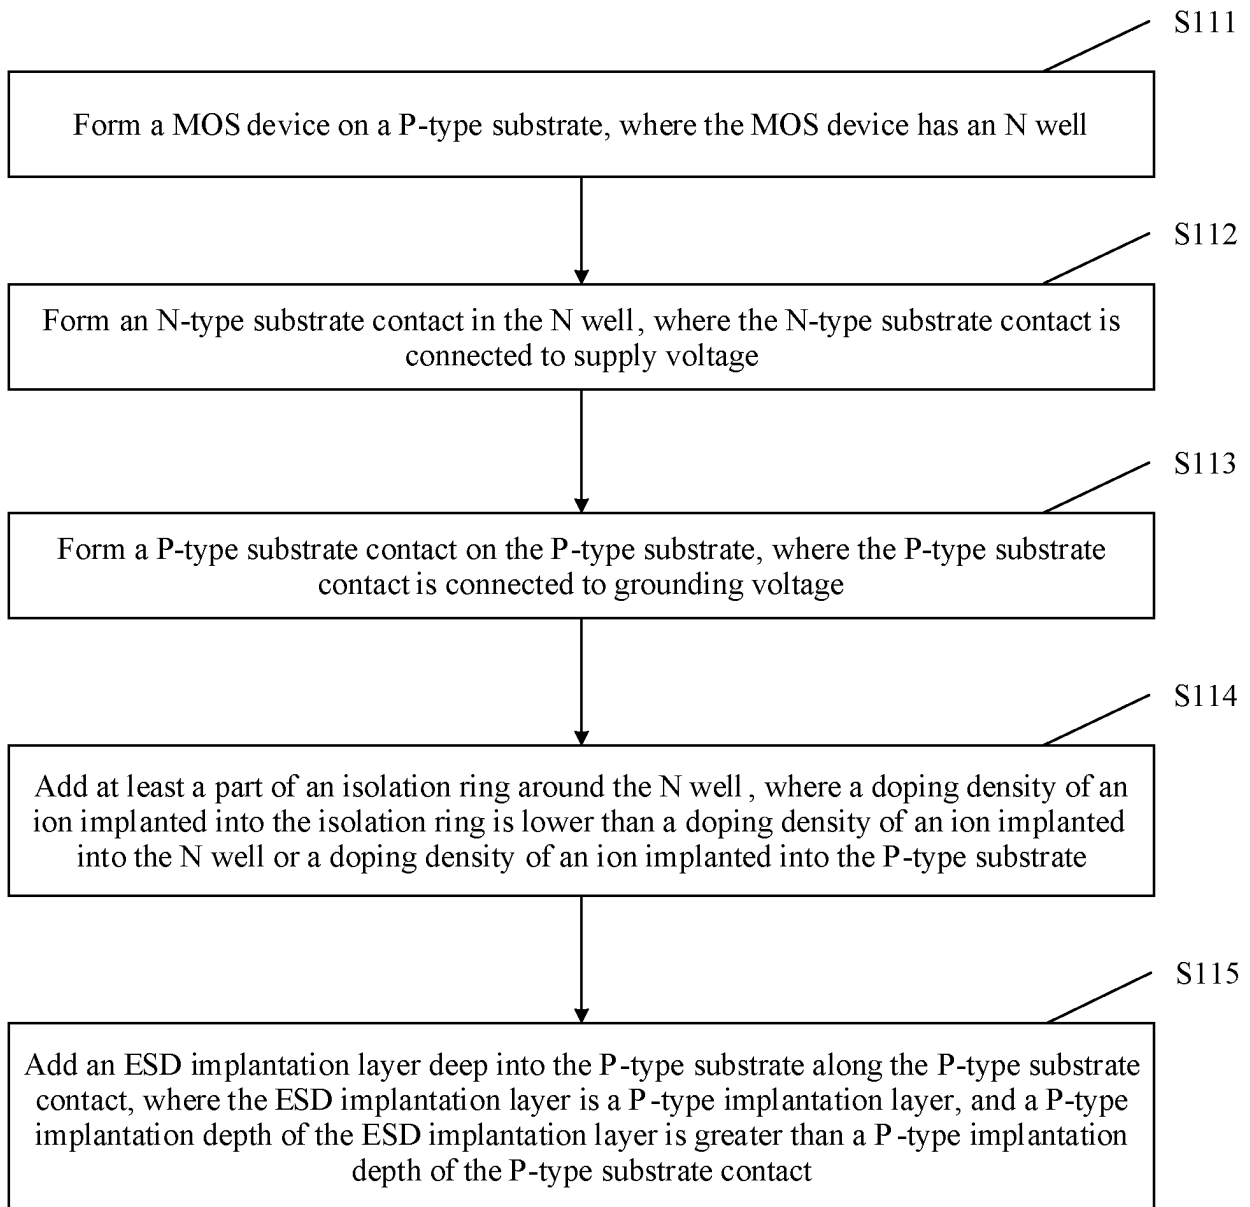 S111
Form a MOS device on a P-type substrate, where the MOS device has an N well
S112
Form an N-type substrate contact in the N well, where the N-type substrate contact is
connected to supply voltage
S113
Form a P-type substrate contact on the P-type substrate, where the P-type substrate
contact is connected to grounding voltage
S114
Add at least a part of an isolation ring around the N well, where a doping density of an
ion implanted into the isolation ring is lower than a doping density of an ion implanted
into the N well or a doping density of an ion implanted into the P-type substrate
S115
Add an ESD implantation layer deep into the P-type substrate along the P-type substrate
contact, where the ESD implantation layer is a P-type implantation layer, and a P-type
implantation depth of the ESD implantation layer is greater than a P-type implantation
depth of the P-type substrate contact